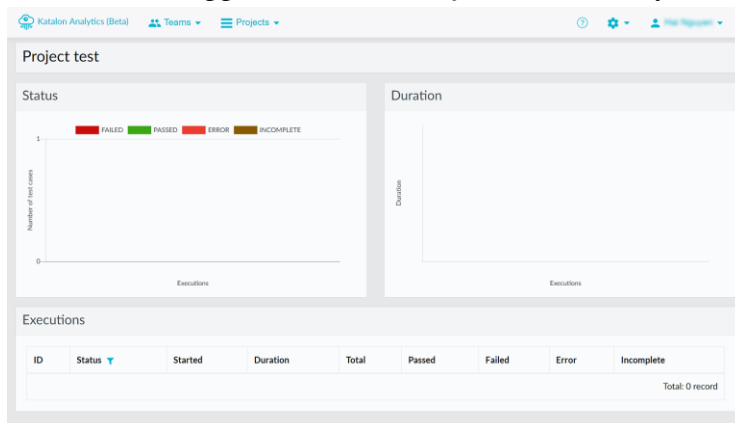 Katalon Analytics (Beta) Teams Projects
Project test
Status
FAILED PASSED ERROR INCOMPLETE
1
Number of test cases
0
Executions
Duration
Duration
Executions
Executions
ID Status Started Duration Total Passed Failed Error Incomplete
Total: 0 record